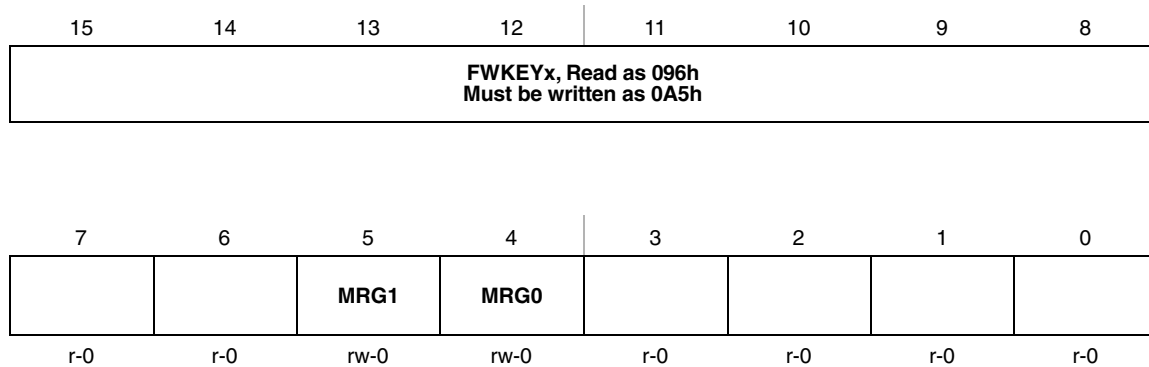 15 14 13 12 11 10 9 8
FWKEYx, Read as 096h
Must be written as 0A5h
7 6 5 4 3 2 1 0
MRG1 MRG0
r-0 r-0 rw-0 rw-0 r-0 r-0 r-0 r-0